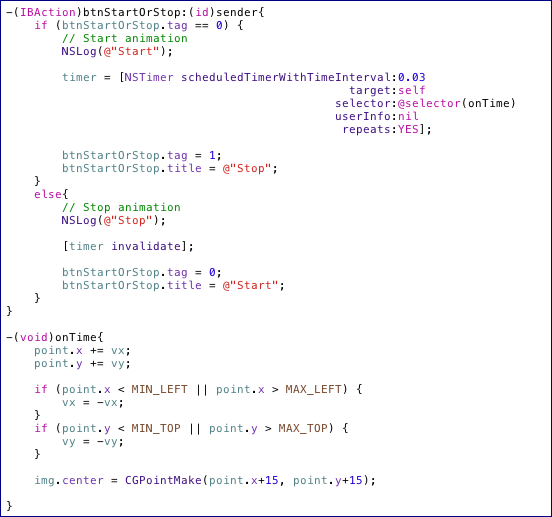 -(IBAction)btnStartOrStop:(id)sender{
    if (btnStartOrStop.tag == 0) {
        // Start animation
        NSLog(@"Start");

        timer = [NSTimer scheduledTimerWithTimeInterval:0.03
                                                 target:self
                                               selector:@selector(onTime)
                                               userInfo:nil
                                                repeats:YES];

        btnStartOrStop.tag = 1;
        btnStartOrStop.title = @"Stop";
    }
    else{
        // Stop animation
        NSLog(@"Stop");

        [timer invalidate];

        btnStartOrStop.tag = 0;
        btnStartOrStop.title = @"Start";
    }
}

-(void)onTime{
    point.x += vx;
    point.y += vy;

    if (point.x < MIN_LEFT || point.x > MAX_LEFT) {
        vx = -vx;
    }
    if (point.y < MIN_TOP || point.y > MAX_TOP) {
        vy = -vy;
    }

    img.center = CGPointMake(point.x+15, point.y+15);

}